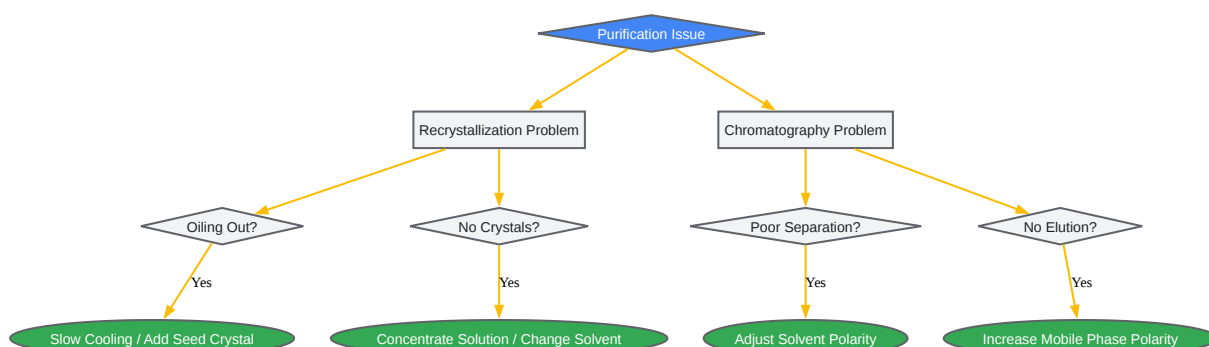 Purification Issue
Recrystallization Problem
Chromatography Problem
Oiling Out?
No Crystals?
Poor Separation?
No Elution?
Yes
Yes
Yes
Yes
Slow Cooling / Add Seed Crystal
Concentrate Solution / Change Solvent
Adjust Solvent Polarity
Increase Mobile Phase Polarity